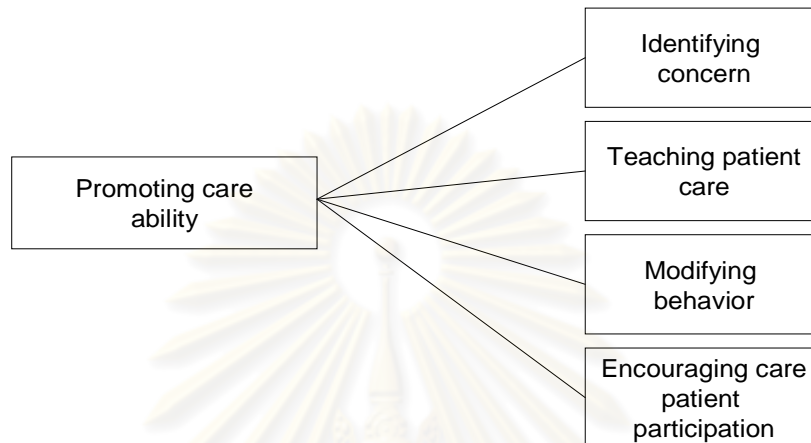 Promoting care
ability
Identifying
concern
Teaching patient
care
Modifying
behavior
Encouraging care
patient
participation